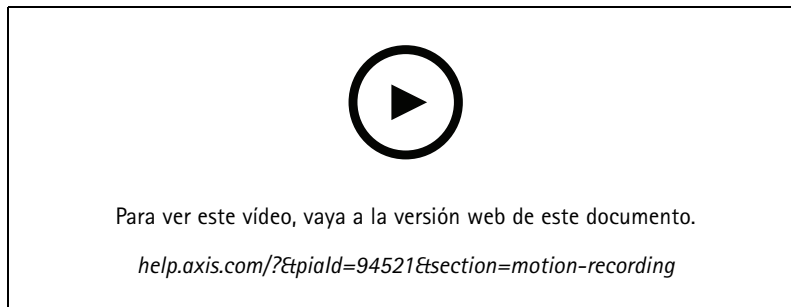 Para ver este vídeo, vaya a la versión web de este documento.
help.axis.com/?&piaId=94521&section=motion-recording